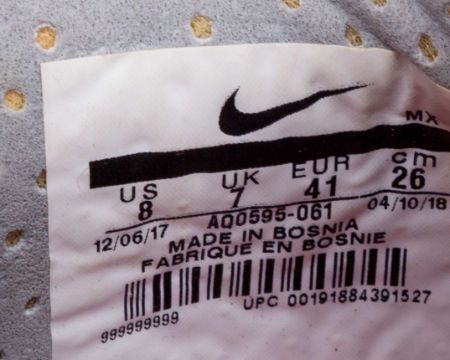 MX
US UK EUR cm
8 7 41 26
12/06/17 AQ0595-061 04/10/18
MADE IN BOSNIA
FABRIQUE EN BOSNIE
UPC 00191884391527
999999999